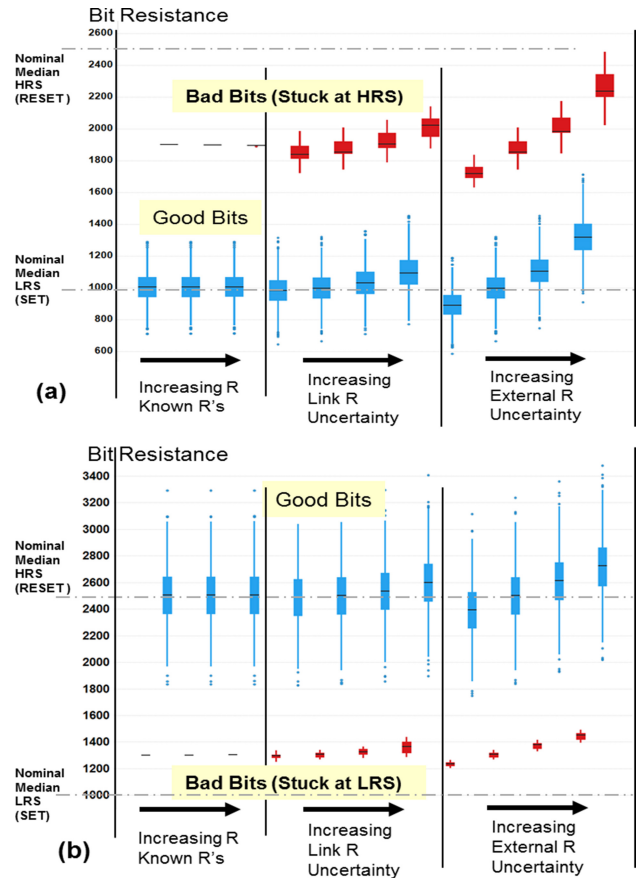 Bit Resistance
2600
Nominal
Median
HRS
(RESET)
2400
2200
Bad Bits (Stuck at HRS)
2000
1800
1600
Good Bits
1400
1200
Nominal
Median
LRS
(SET)
1000
800
600
(a)
Increasing R
Known R's
Increasing
Link R
Uncertainty
Increasing
External R
Uncertainty
Bit Resistance
3400
Good Bits
3200
3000
2800
Nominal
Median
HRS
(RESET)
2600
2400
2200
2000
1800
1600
1400
1200
Bad Bits (Stuck at LRS)
Nominal
Median
LRS
(SET)
1000
(b)
Increasing R
Known R's
Increasing
Link R
Uncertainty
Increasing
External R
Uncertainty